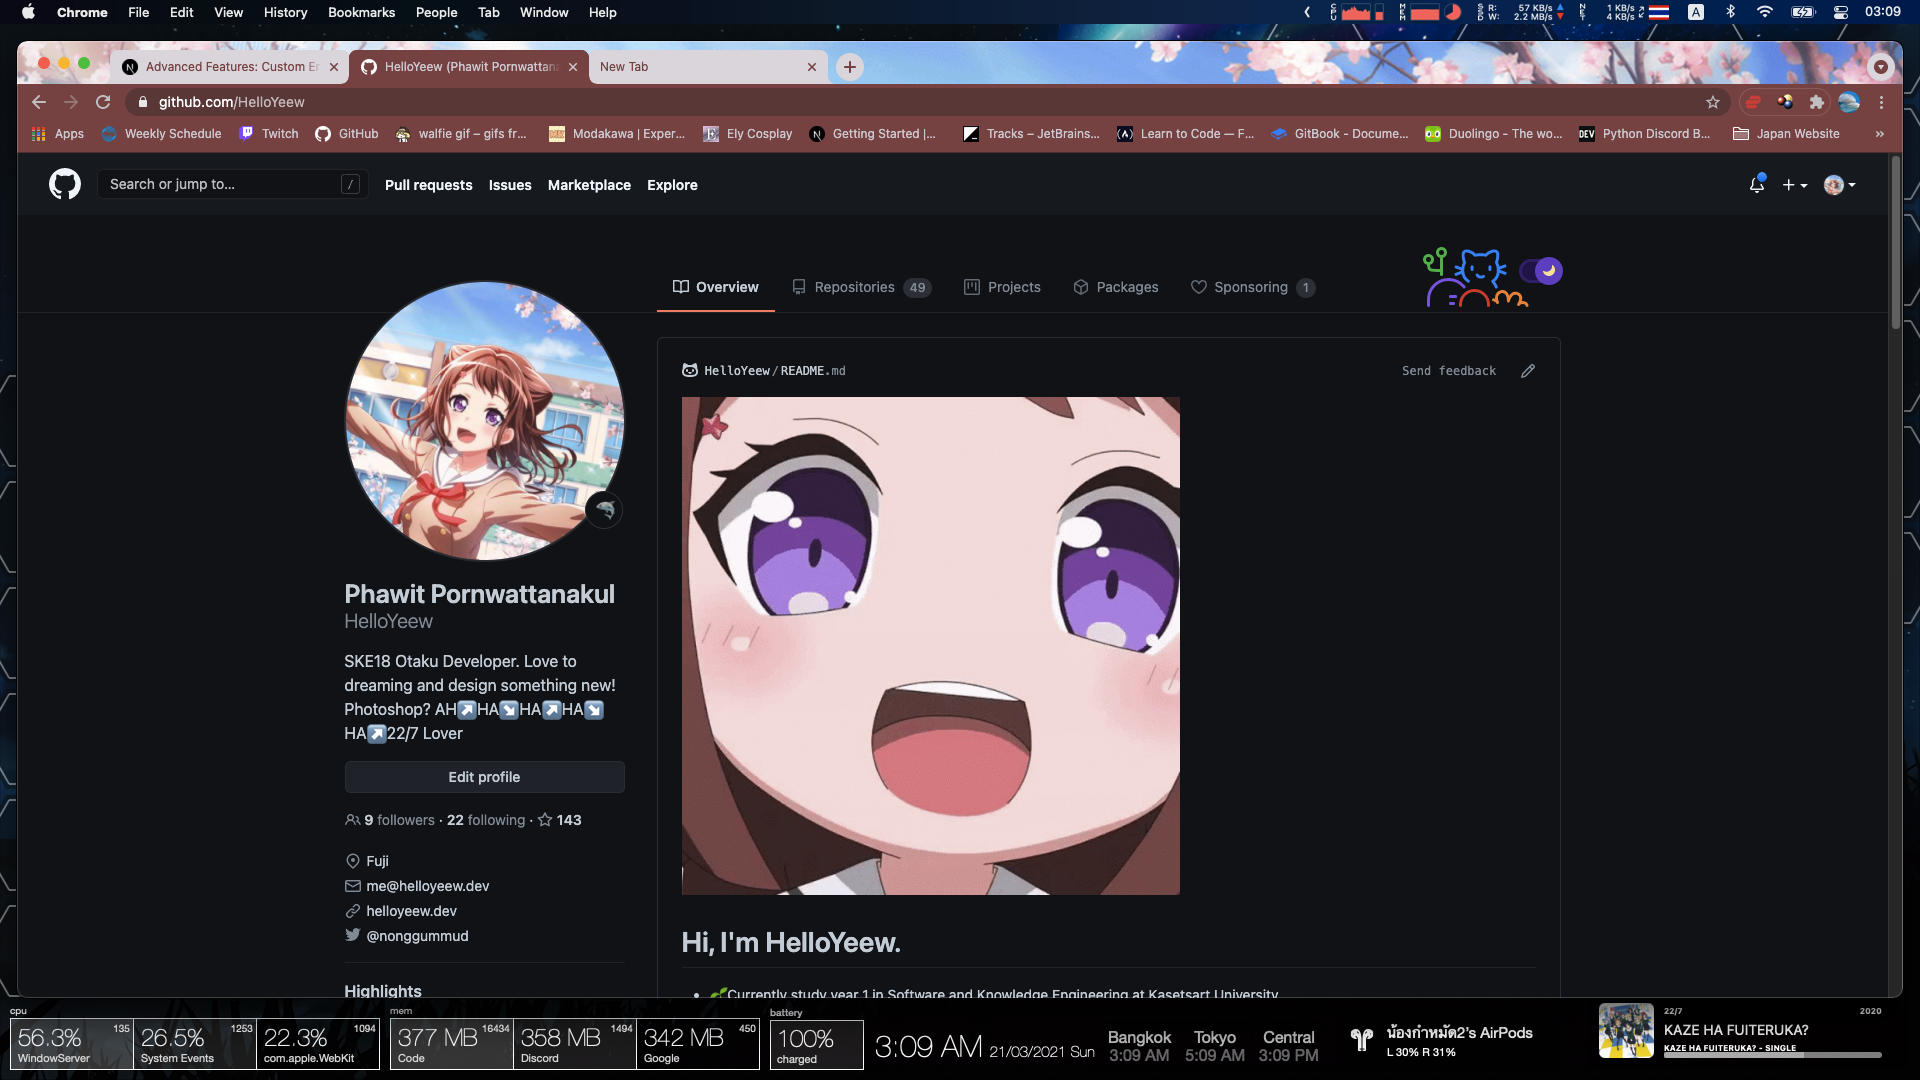 Chrome File Edit View History Bookmarks People Tab Window Help
CPU MEM SSD R: 57 KB/s W: 2.2 MB/s NET 1 KB/s 4 KB/s A 03:09
Advanced Features: Custom Er
HelloYeew (Phawit Pornwattana
New Tab
github.com/HelloYeew
Apps Weekly Schedule Twitch GitHub walfie gif – gifs fr... Modakawa | Exper... Ely Cosplay Getting Started |... Tracks – JetBrains... Learn to Code — F... GitBook - Docume... Duolingo - The wo... DEV Python Discord B... Japan Website »
Search or jump to... / Pull requests Issues Marketplace Explore
Overview Repositories 49 Projects Packages Sponsoring 1
HelloYeew/README.md Send feedback
Phawit Pornwattanakul
HelloYeew
SKE18 Otaku Developer. Love to
dreaming and design something new!
Photoshop? AH↗️HA↘️HA↗️HA↘️
HA↗️22/7 Lover
Edit profile
9 followers · 22 following · 143
Fuji
me@helloyeew.dev
helloyeew.dev
@nonggummud
Highlights
Hi, I'm HelloYeew.
• 🌱Currently study year 1 in Software and Knowledge Engineering at Kasetsart University
cpu
56.3% 135
WindowServer
26.5% 1253
System Events
22.3% 1094
com.apple.WebKit
mem
377 MB 16434
Code
358 MB 1494
Discord
342 MB 450
Google
battery
100%
charged
3:09 AM 21/03/2021 Sun
Bangkok
3:09 AM
Tokyo
5:09 AM
Central
3:09 PM
น้องกำหมัด2's AirPods
L 30% R 31%
22/7 2020
KAZE HA FUITERUKA?
KAZE HA FUITERUKA? - SINGLE